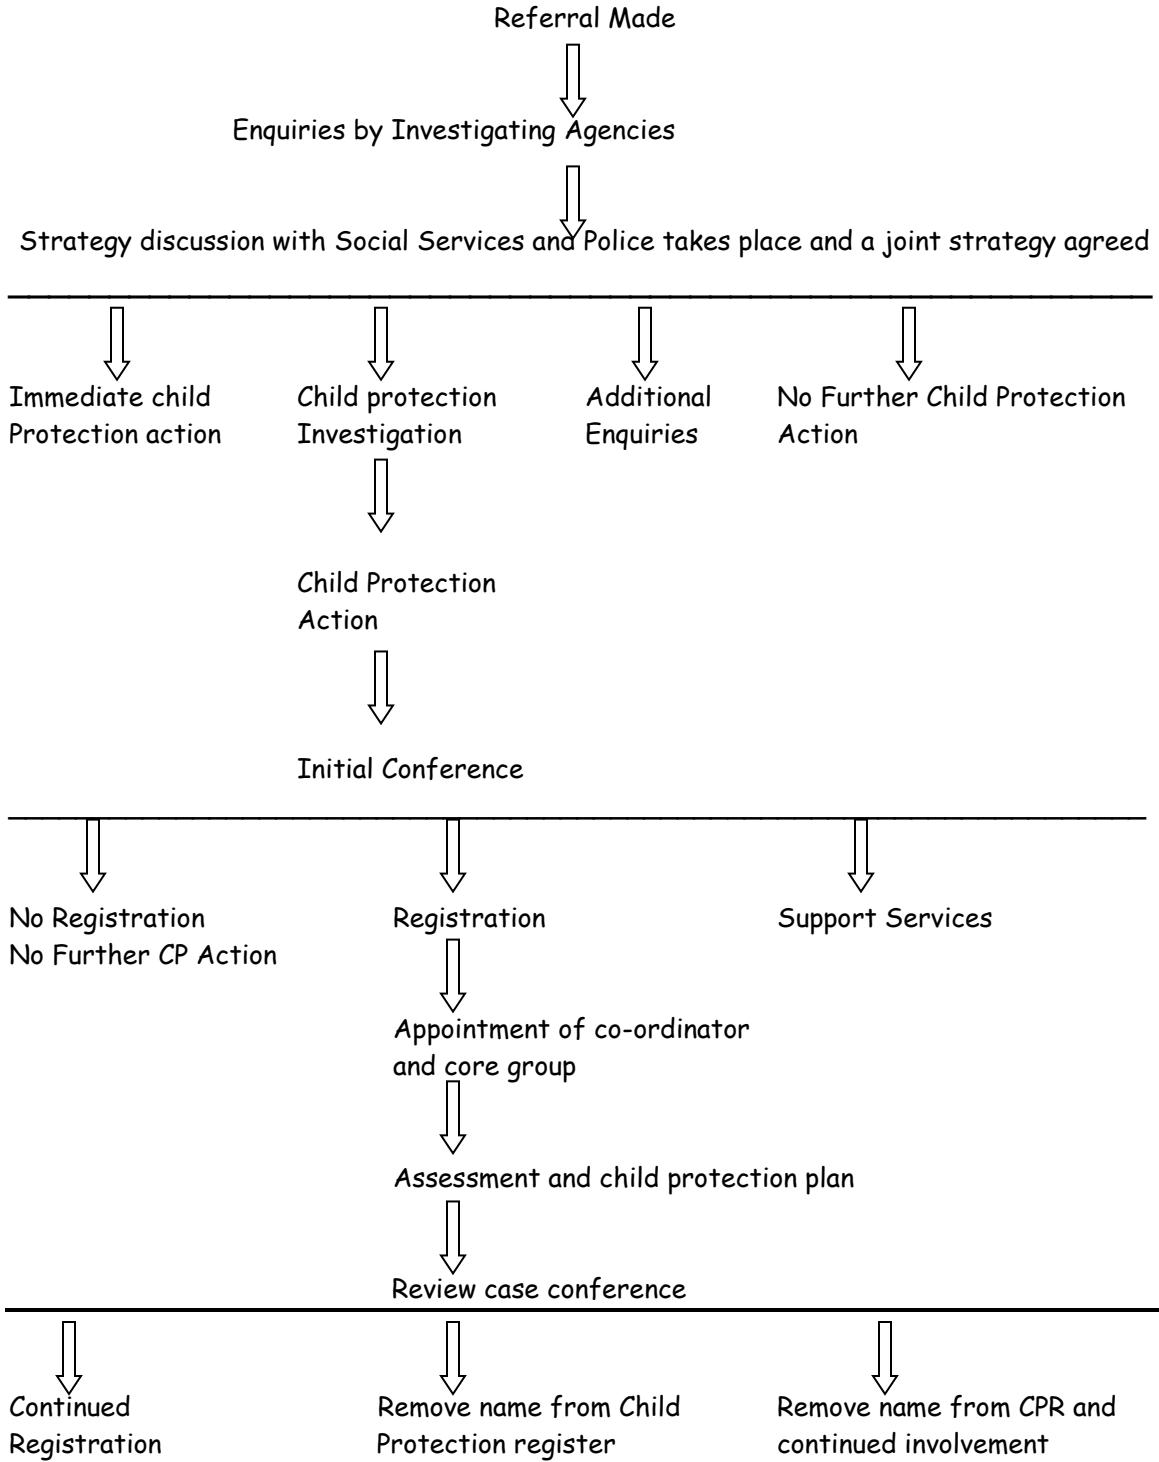 Referral Made
Enquiries by Investigating Agencies
Strategy discussion with Social Services and Police takes place and a joint strategy agreed
Immediate child
Protection action
Child protection
Investigation
Additional
Enquiries
No Further Child Protection
Action
Child Protection
Action
Initial Conference
No Registration
No Further CP Action
Registration
Support Services
Appointment of co-ordinator
and core group
Assessment and child protection plan
Review case conference
Continued
Registration
Remove name from Child
Protection register
Remove name from CPR and
continued involvement